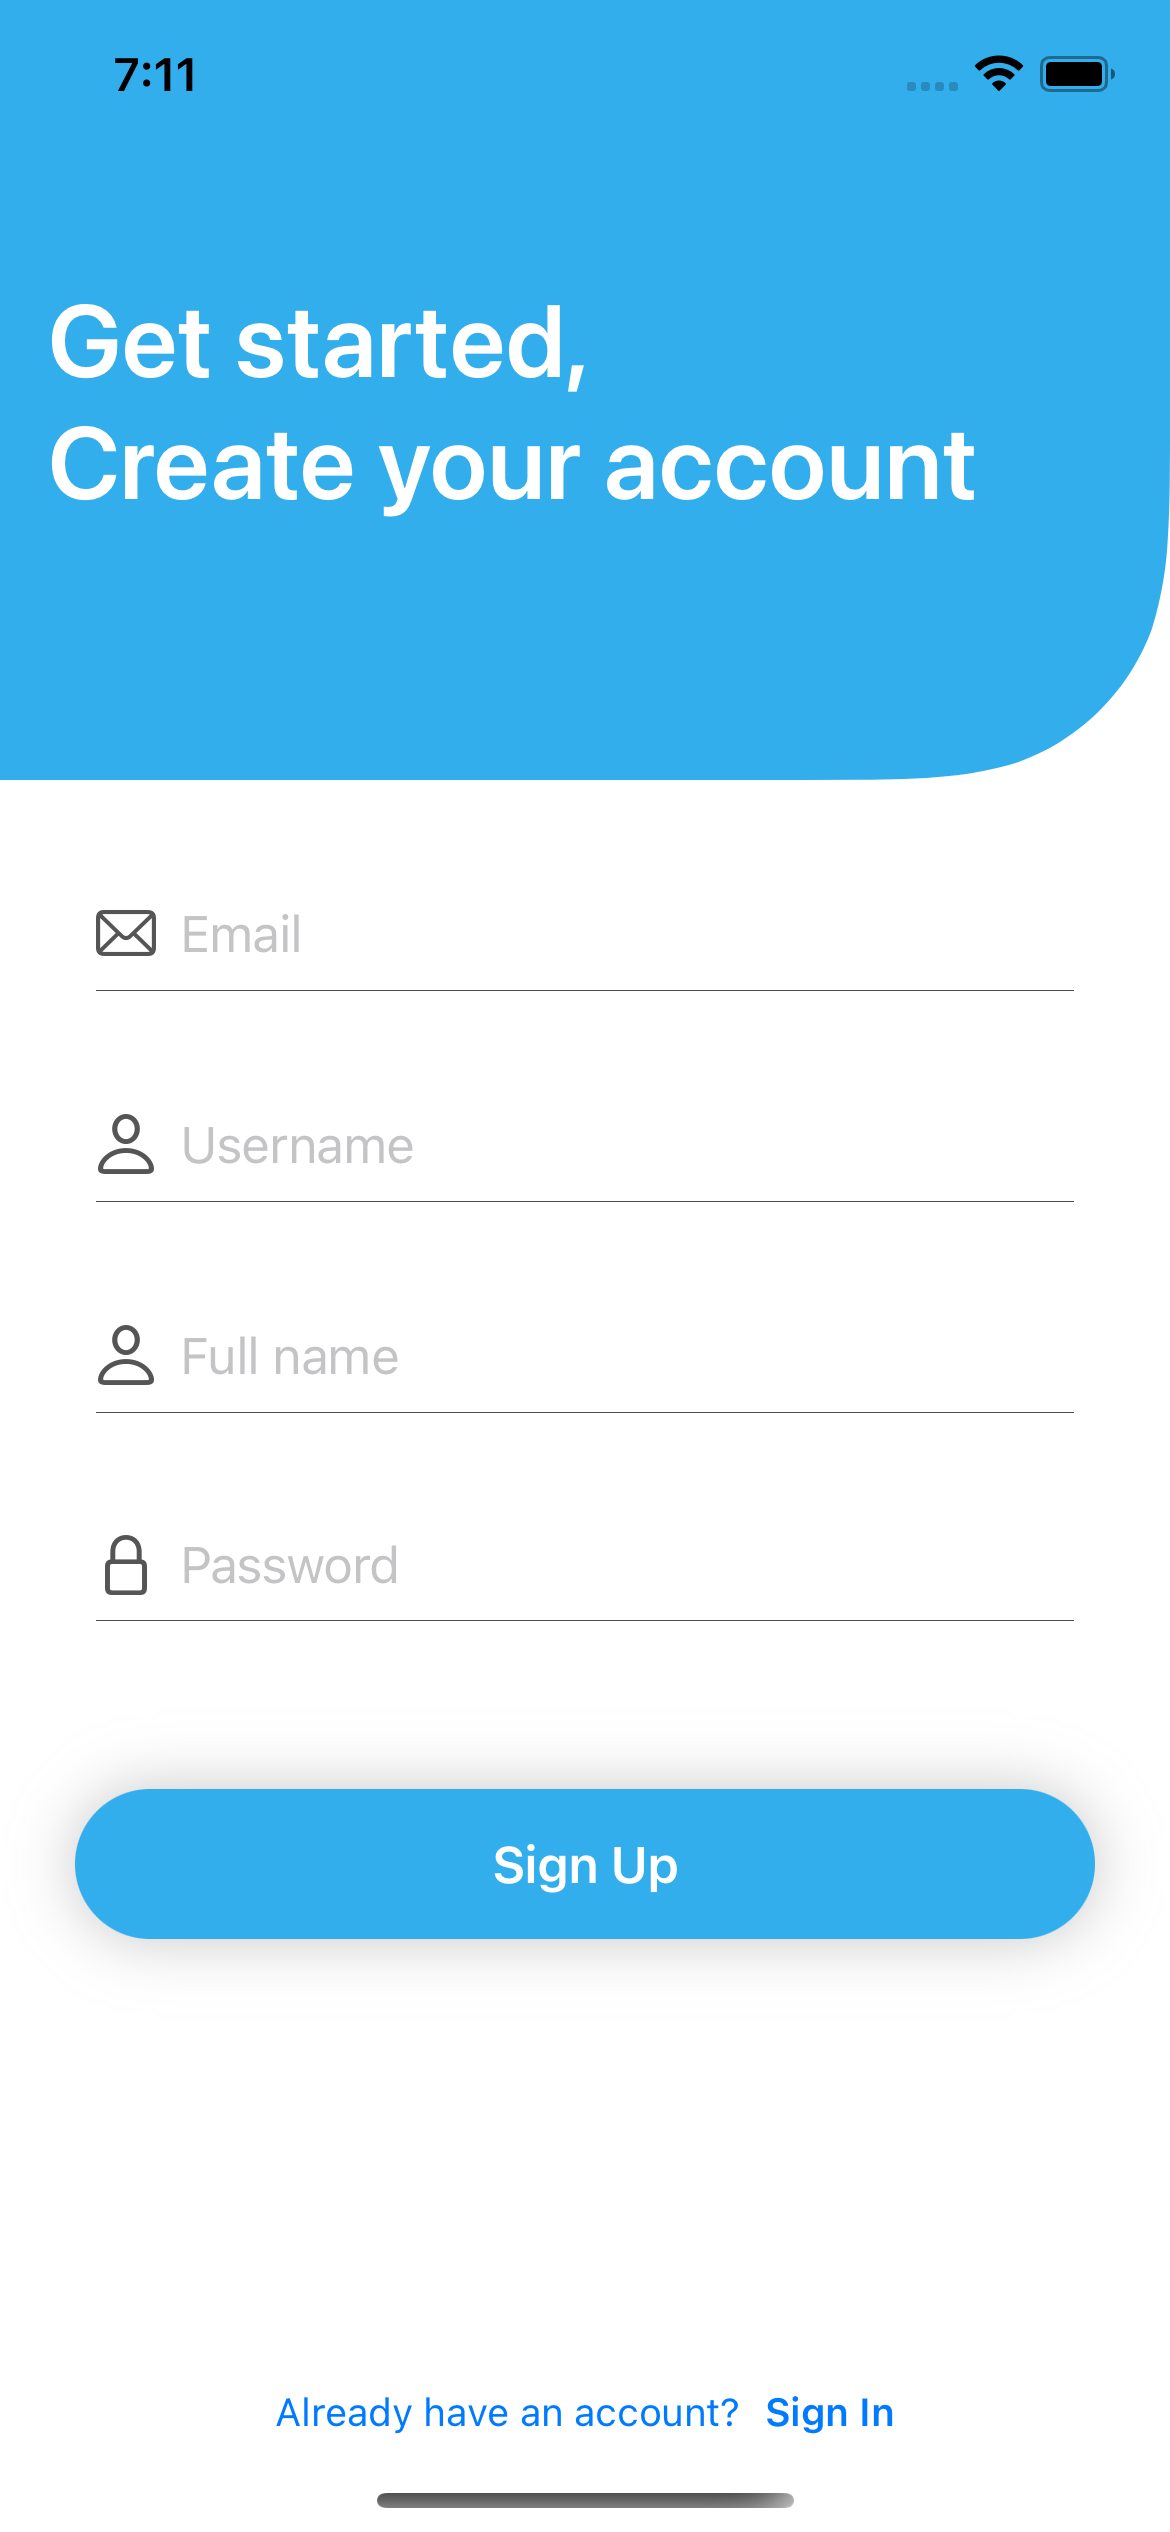 7:11
Get started,
Create your account
Email
Username
Full name
Password
Sign Up
Already have an account? Sign In